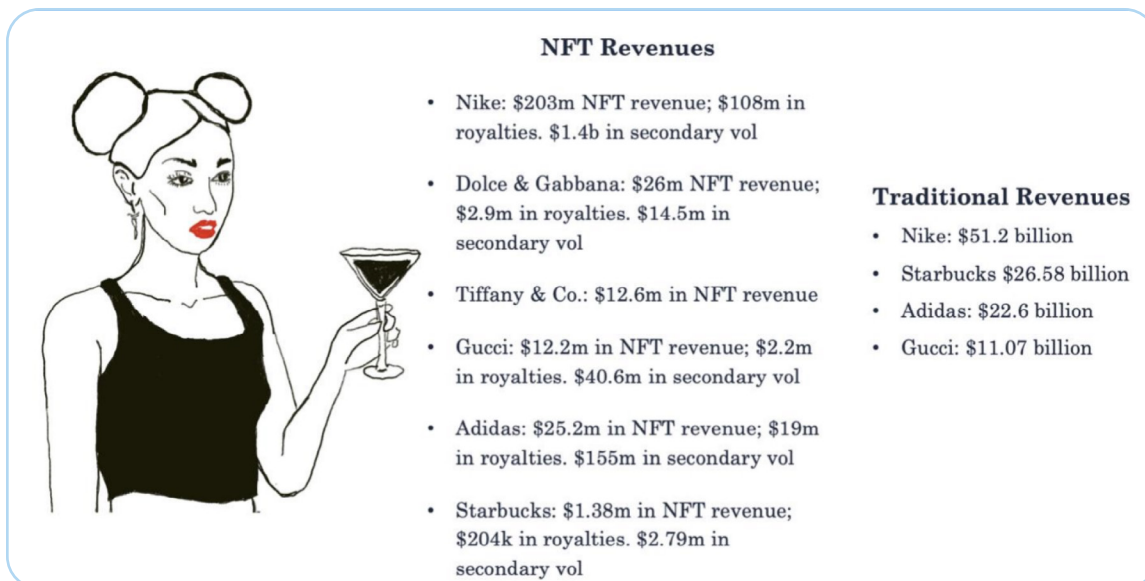 NFT Revenues
• Nike: $203m NFT revenue; $108m in
royalties. $1.4b in secondary vol
• Dolce & Gabbana: $26m NFT revenue;
$2.9m in royalties. $14.5m in
secondary vol
• Tiffany & Co.: $12.6m in NFT revenue
• Gucci: $12.2m in NFT revenue; $2.2m
in royalties. $40.6m in secondary vol
• Adidas: $25.2m in NFT revenue; $19m
in royalties. $155m in secondary vol
• Starbucks: $1.38m in NFT revenue;
$204k in royalties. $2.79m in
secondary vol
Traditional Revenues
• Nike: $51.2 billion
• Starbucks $26.58 billion
• Adidas: $22.6 billion
• Gucci: $11.07 billion